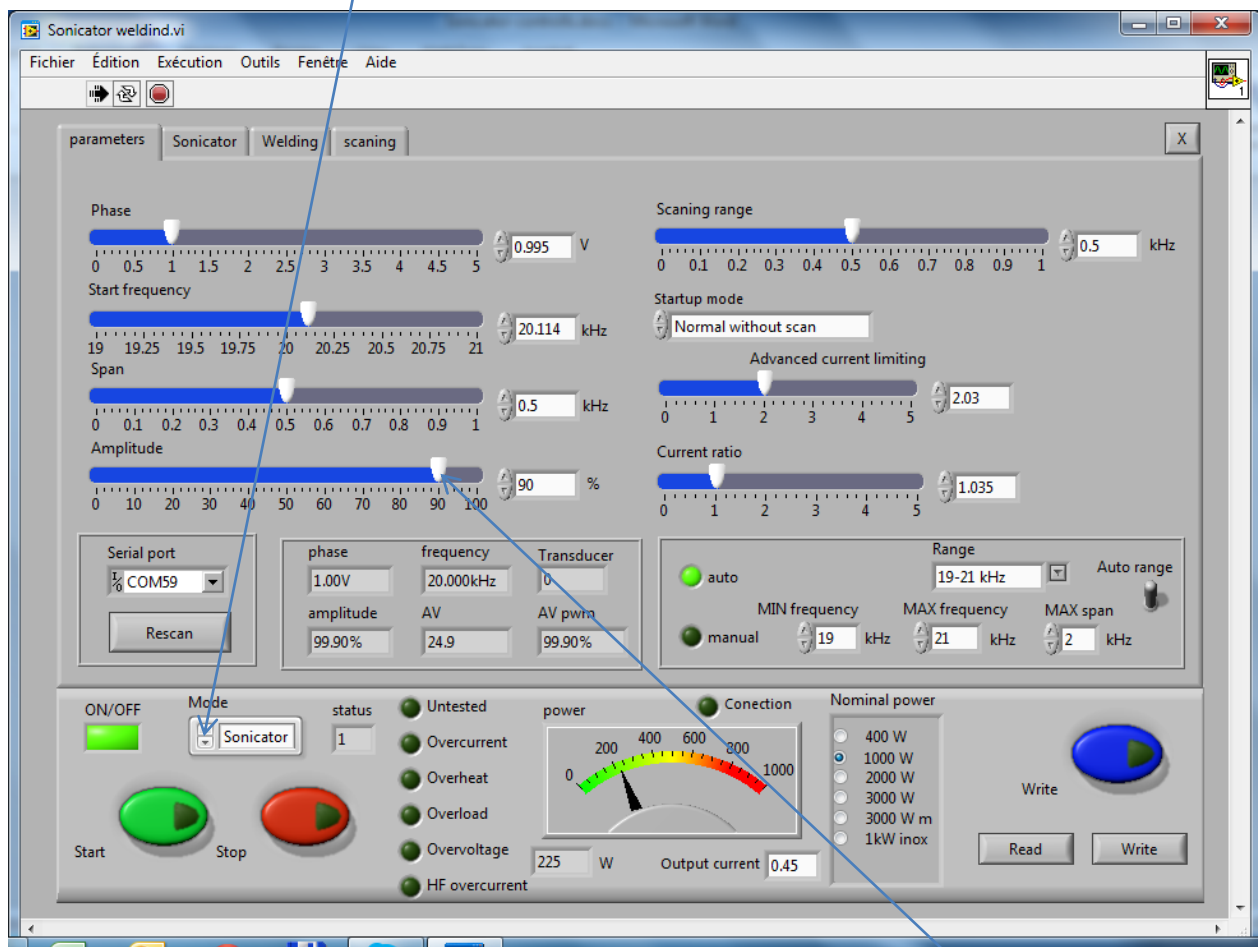 Sonicator weldind.vi
Fichier Édition Exécution Outils Fenêtre Aide
1
parameters Sonicator Welding scaning X
Phase
0 0.5 1 1.5 2 2.5 3 3.5 4 4.5 5
0.995 V
Scaning range
0 0.1 0.2 0.3 0.4 0.5 0.6 0.7 0.8 0.9 1
0.5 kHz
Start frequency
19 19.25 19.5 19.75 20 20.25 20.5 20.75 21
20.114 kHz
Startup mode
Normal without scan
Span
0 0.1 0.2 0.3 0.4 0.5 0.6 0.7 0.8 0.9 1
0.5 kHz
Advanced current limiting
0 1 2 3 4 5
2.03
Amplitude
0 10 20 30 40 50 60 70 80 90 100
90 %
Current ratio
0 1 2 3 4 5
1.035
Serial port
I/O COM59
Rescan
phase frequency Transducer
1.00V 20.000kHz 0
amplitude AV AV pwm
99.90% 24.9 99.90%
auto
manual
Range
19-21 kHz
Auto range
MIN frequency MAX frequency MAX span
19 kHz 21 kHz 2 kHz
ON/OFF
Mode
Sonicator
status
1
Start Stop
Untested
Overcurrent
Overheat
Overload
Overvoltage
HF overcurrent
power
0 200 400 600 800 1000
225 W
Conection
Output current 0.45
Nominal power
400 W
1000 W
2000 W
3000 W
3000 W m
1kW inox
Write
Read Write